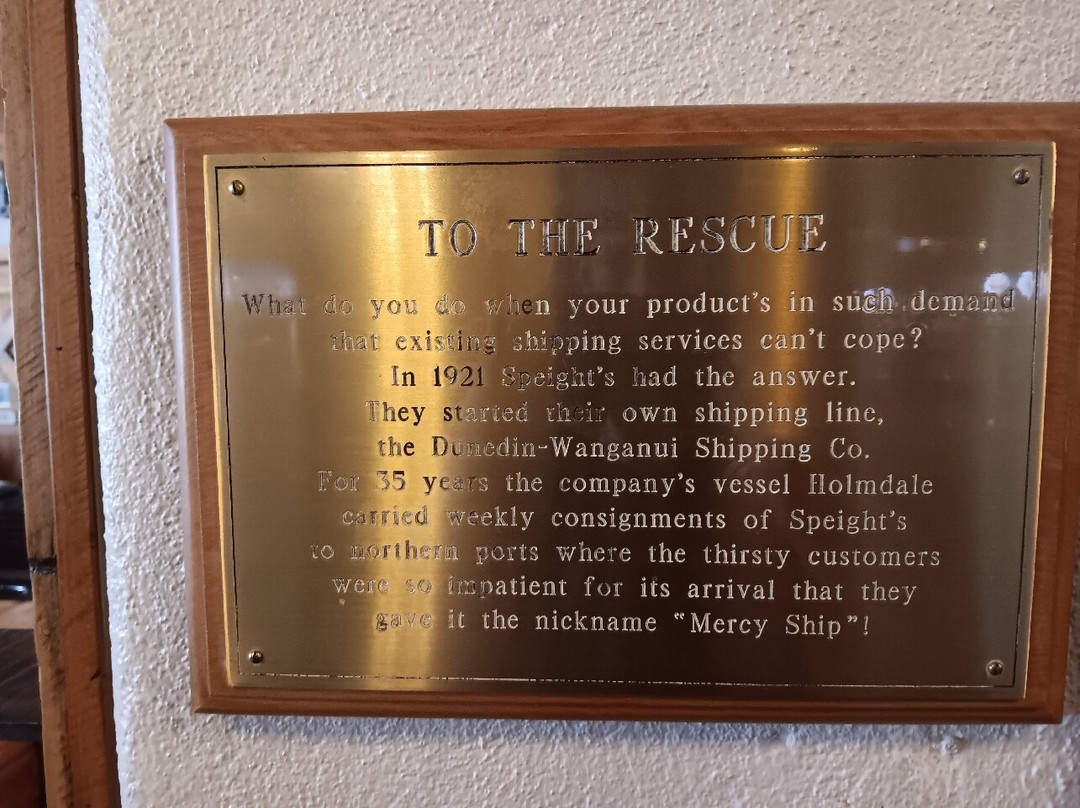 TO THE RESCUE
What do you do when your product's in such demand
that existing shipping services can't cope?
In 1921 Speight's had the answer.
They started their own shipping line,
the Dunedin-Wanganui Shipping Co.
For 35 years the company's vessel Holmdale
carried weekly consignments of Speight's
to northern ports where the thirsty customers
were so impatient for its arrival that they
gave it the nickname "Mercy Ship"!